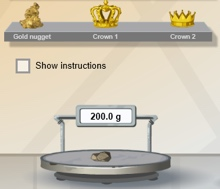 Gold nugget Crown 1 Crown 2
Show instructions
200.0 g